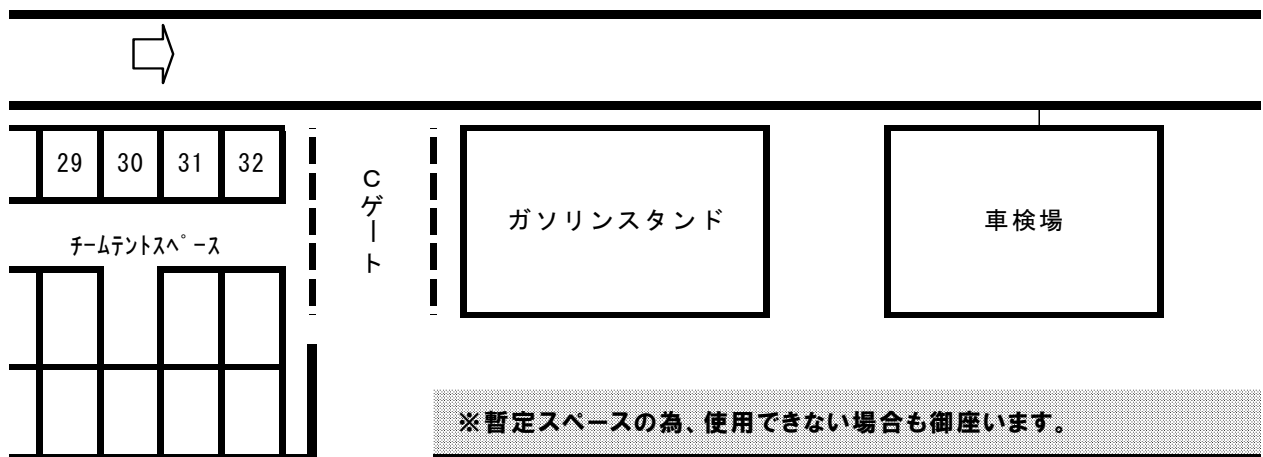 29 30 31 32
Cゲート
ガソリンスタンド
車検場
ﾁｰﾑﾃﾝﾄｽﾍﾟｰｽ
※暫定スペースの為、使用できない場合も御座います。